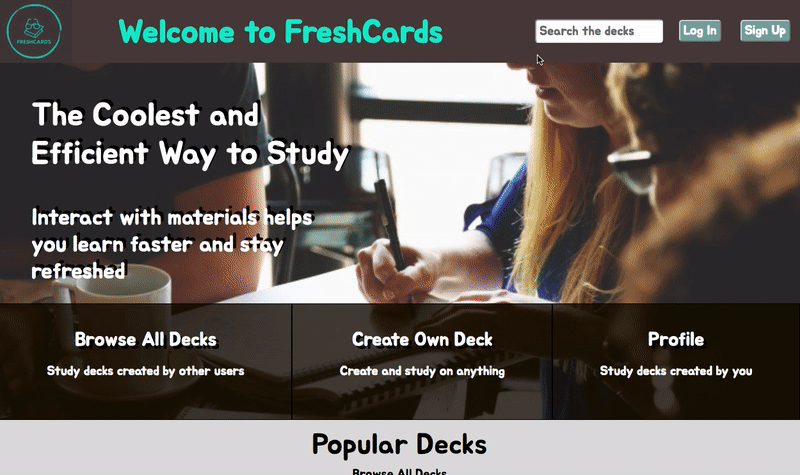 FRESHCARDS
Welcome to FreshCards
Search the decks
Log In
Sign Up
The Coolest and
Efficient Way to Study
Interact with materials helps
you learn faster and stay
refreshed
Browse All Decks
Study decks created by other users
Create Own Deck
Create and study on anything
Profile
Study decks created by you
Popular Decks
Browse All Decks